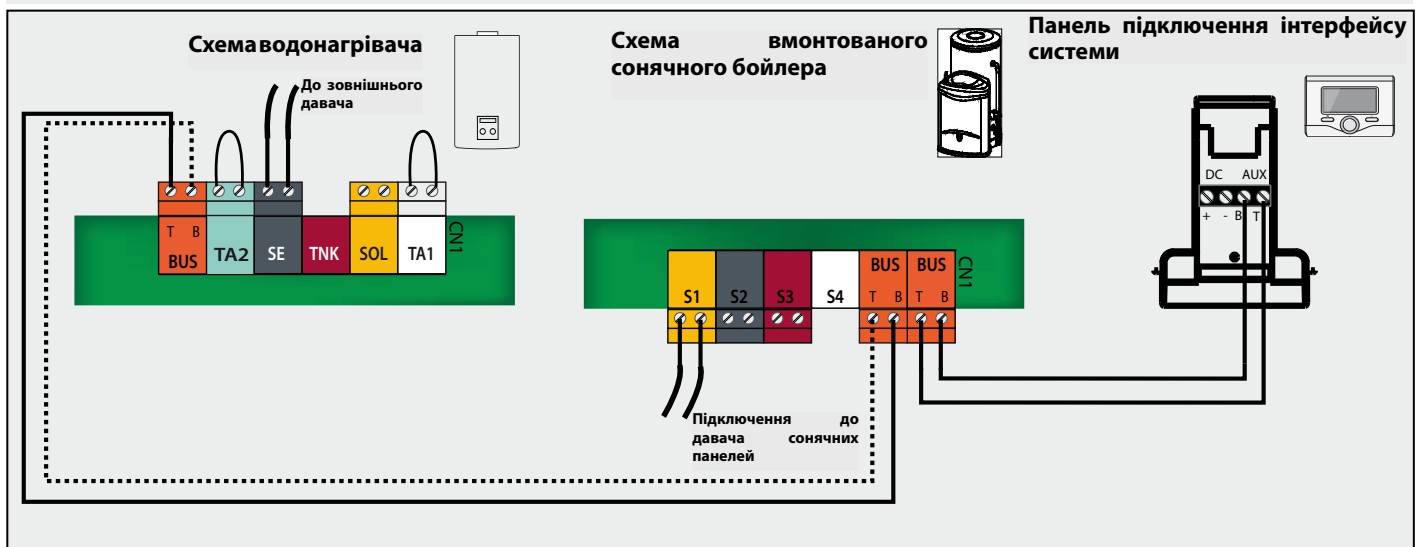 Схема водонагрівача
До зовнішнього
давача
Схема вмонтованого
сонячного бойлера
Панель підключення інтерфейсу
системи
T B
BUS
TA2
SE
TNK
SOL
TA1
CN1
S1
S2
S3
S4
BUS
T B
BUS
T B
CN1
DC AUX
+ - B T
Підключення до
давача сонячних
панелей